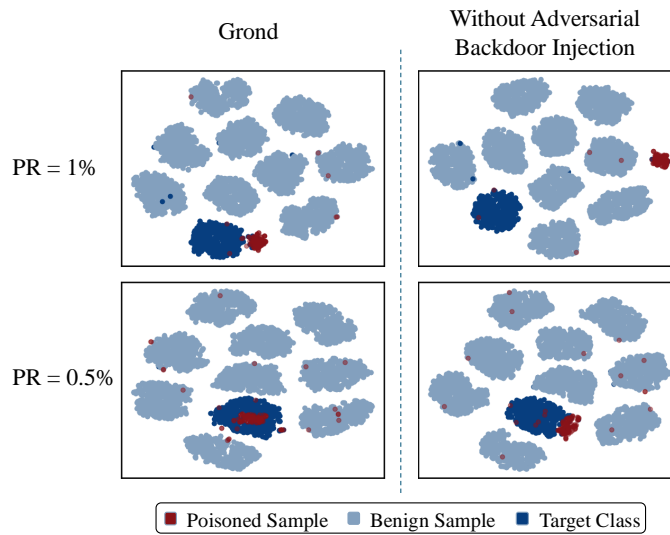 Grond
Without Adversarial
Backdoor Injection
PR = 1%
PR = 0.5%
Poisoned Sample
Benign Sample
Target Class